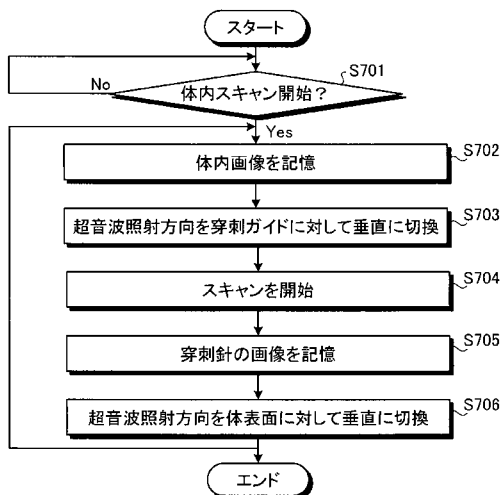 スタート
S701
No
体内スキャン開始？
Yes
S702
体内画像を記憶
S703
超音波照射方向を穿刺ガイドに対して垂直に切換
S704
スキャンを開始
S705
穿刺針の画像を記憶
S706
超音波照射方向を体表面に対して垂直に切換
エンド